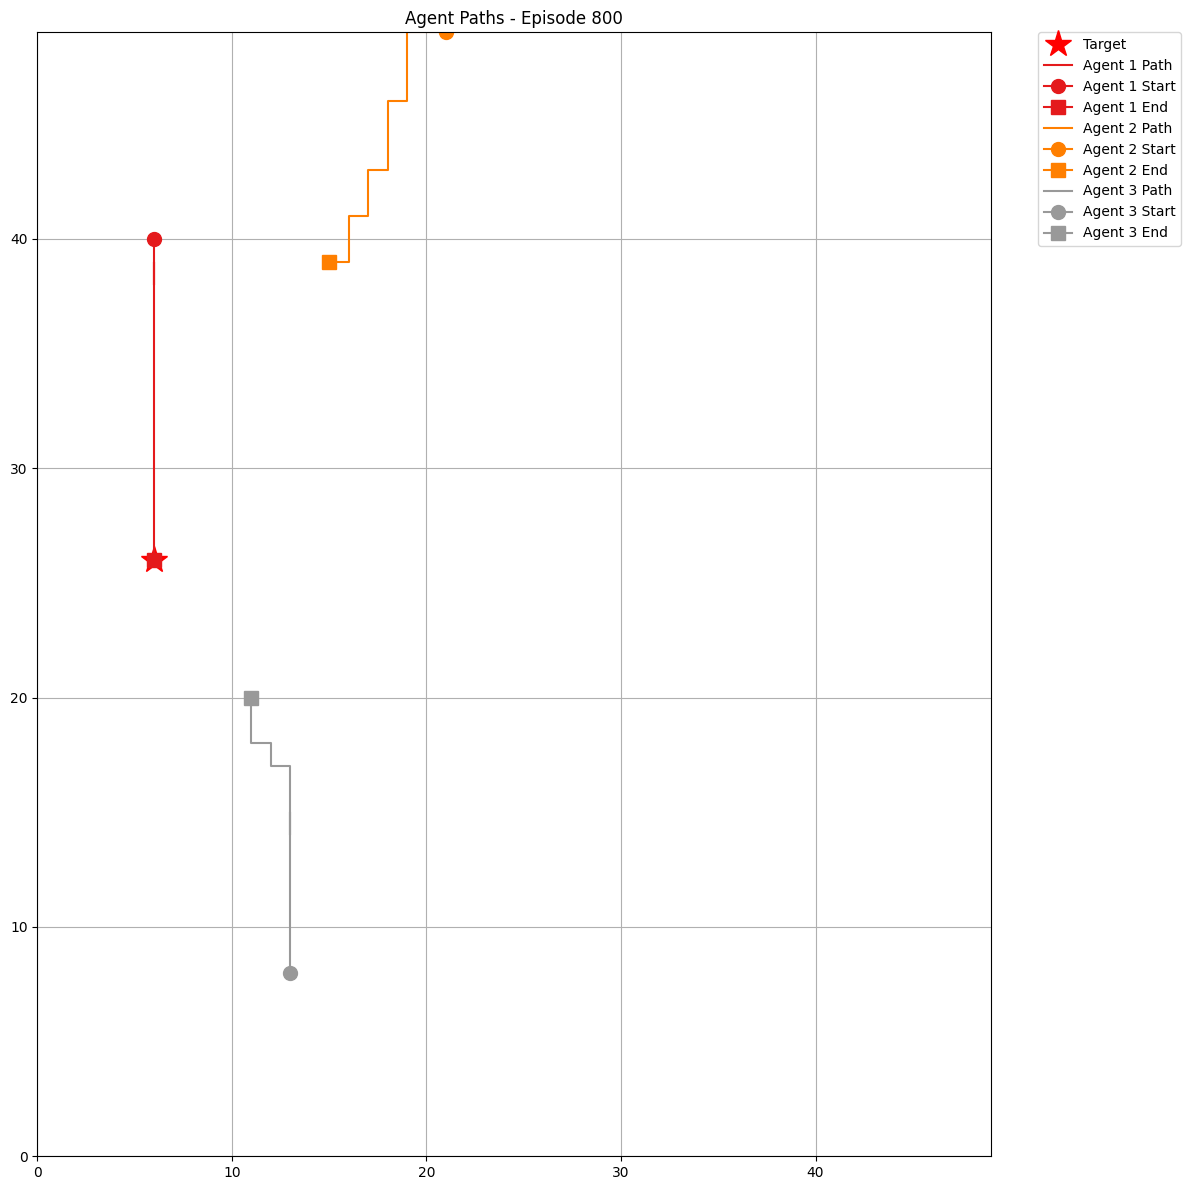 Agent Paths - Episode 800
Target
Agent 1 Path
Agent 1 Start
Agent 1 End
Agent 2 Path
Agent 2 Start
Agent 2 End
Agent 3 Path
Agent 3 Start
Agent 3 End
40
30
20
10
0
0 10 20 30 40